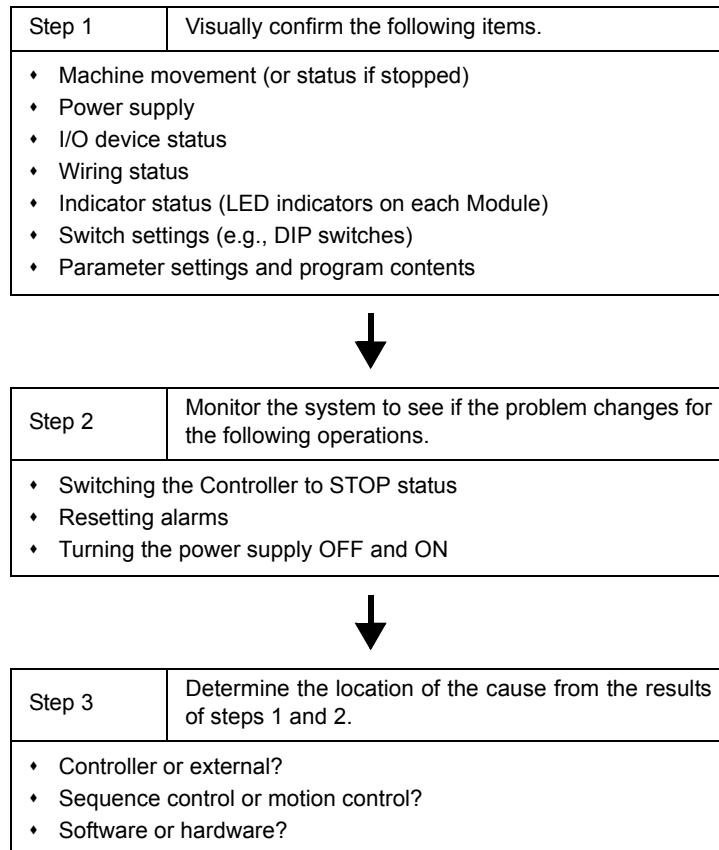 Step 1
Visually confirm the following items.
⬧ Machine movement (or status if stopped)
⬧ Power supply
⬧ I/O device status
⬧ Wiring status
⬧ Indicator status (LED indicators on each Module)
⬧ Switch settings (e.g., DIP switches)
⬧ Parameter settings and program contents
Step 2
Monitor the system to see if the problem changes for
the following operations.
⬧ Switching the Controller to STOP status
⬧ Resetting alarms
⬧ Turning the power supply OFF and ON
Step 3
Determine the location of the cause from the results
of steps 1 and 2.
⬧ Controller or external?
⬧ Sequence control or motion control?
⬧ Software or hardware?